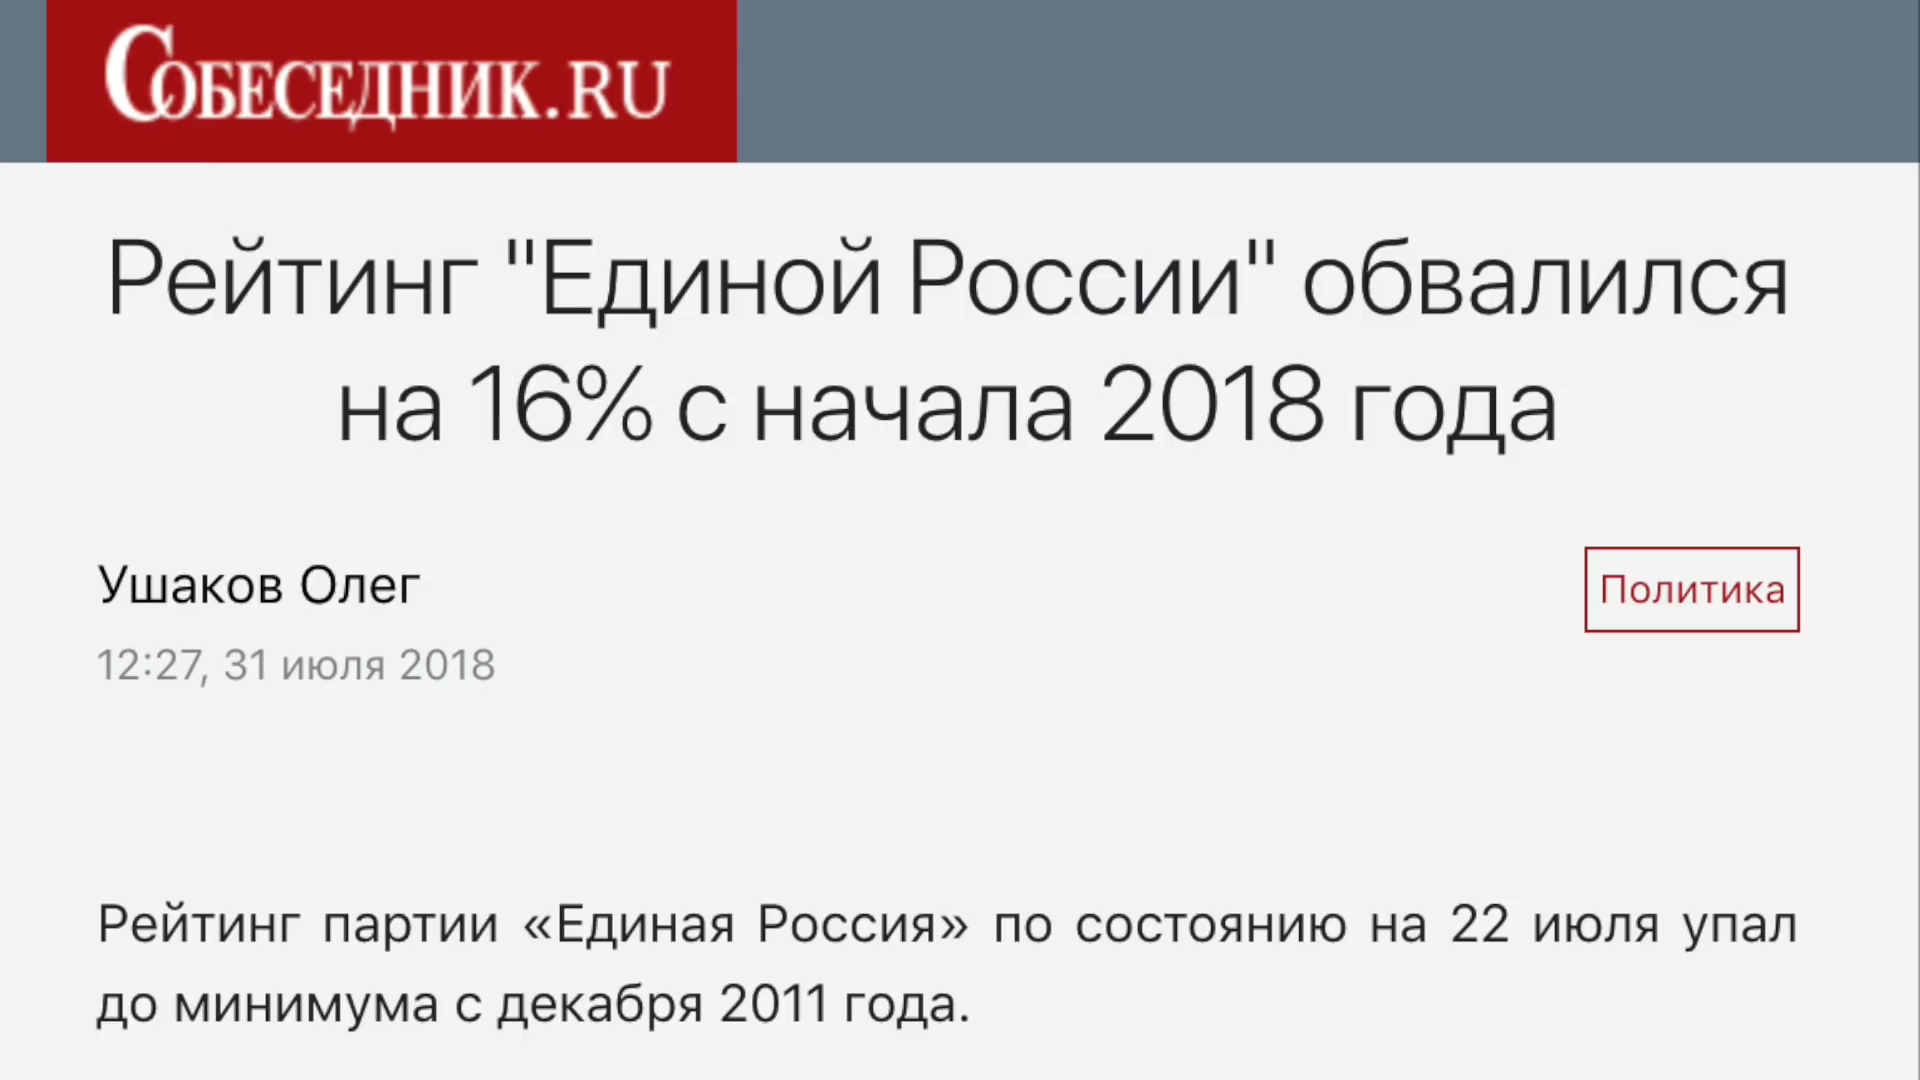 Собеседник.RU
Рейтинг "Единой России" обвалился
на 16% с начала 2018 года
Ушаков Олег
Политика
12:27, 31 июля 2018
Рейтинг партии «Единая Россия» по состоянию на 22 июля упал
до минимума с декабря 2011 года.